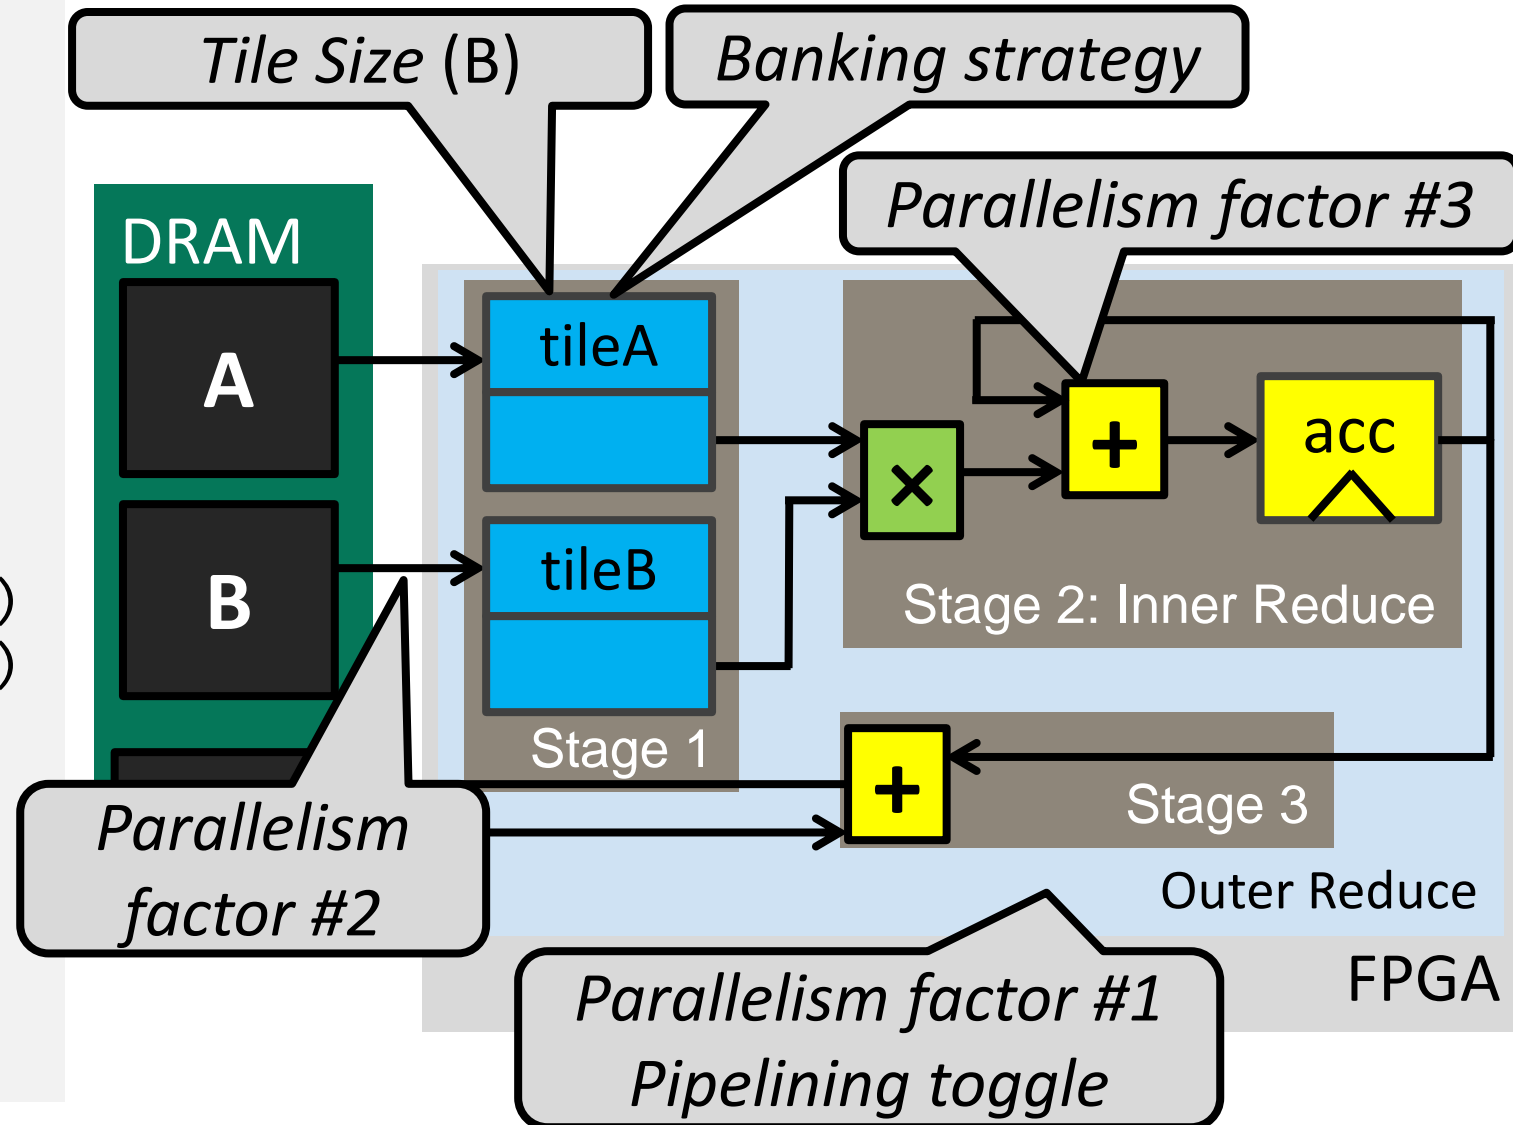 Tile Size (B)
Banking strategy
Parallelism factor #3
DRAM
A
tileA
+
acc
×
B
tileB
Stage 2: Inner Reduce
)
)
Stage 1
+
Stage 3
Parallelism
factor #2
Outer Reduce
FPGA
Parallelism factor #1
Pipelining toggle